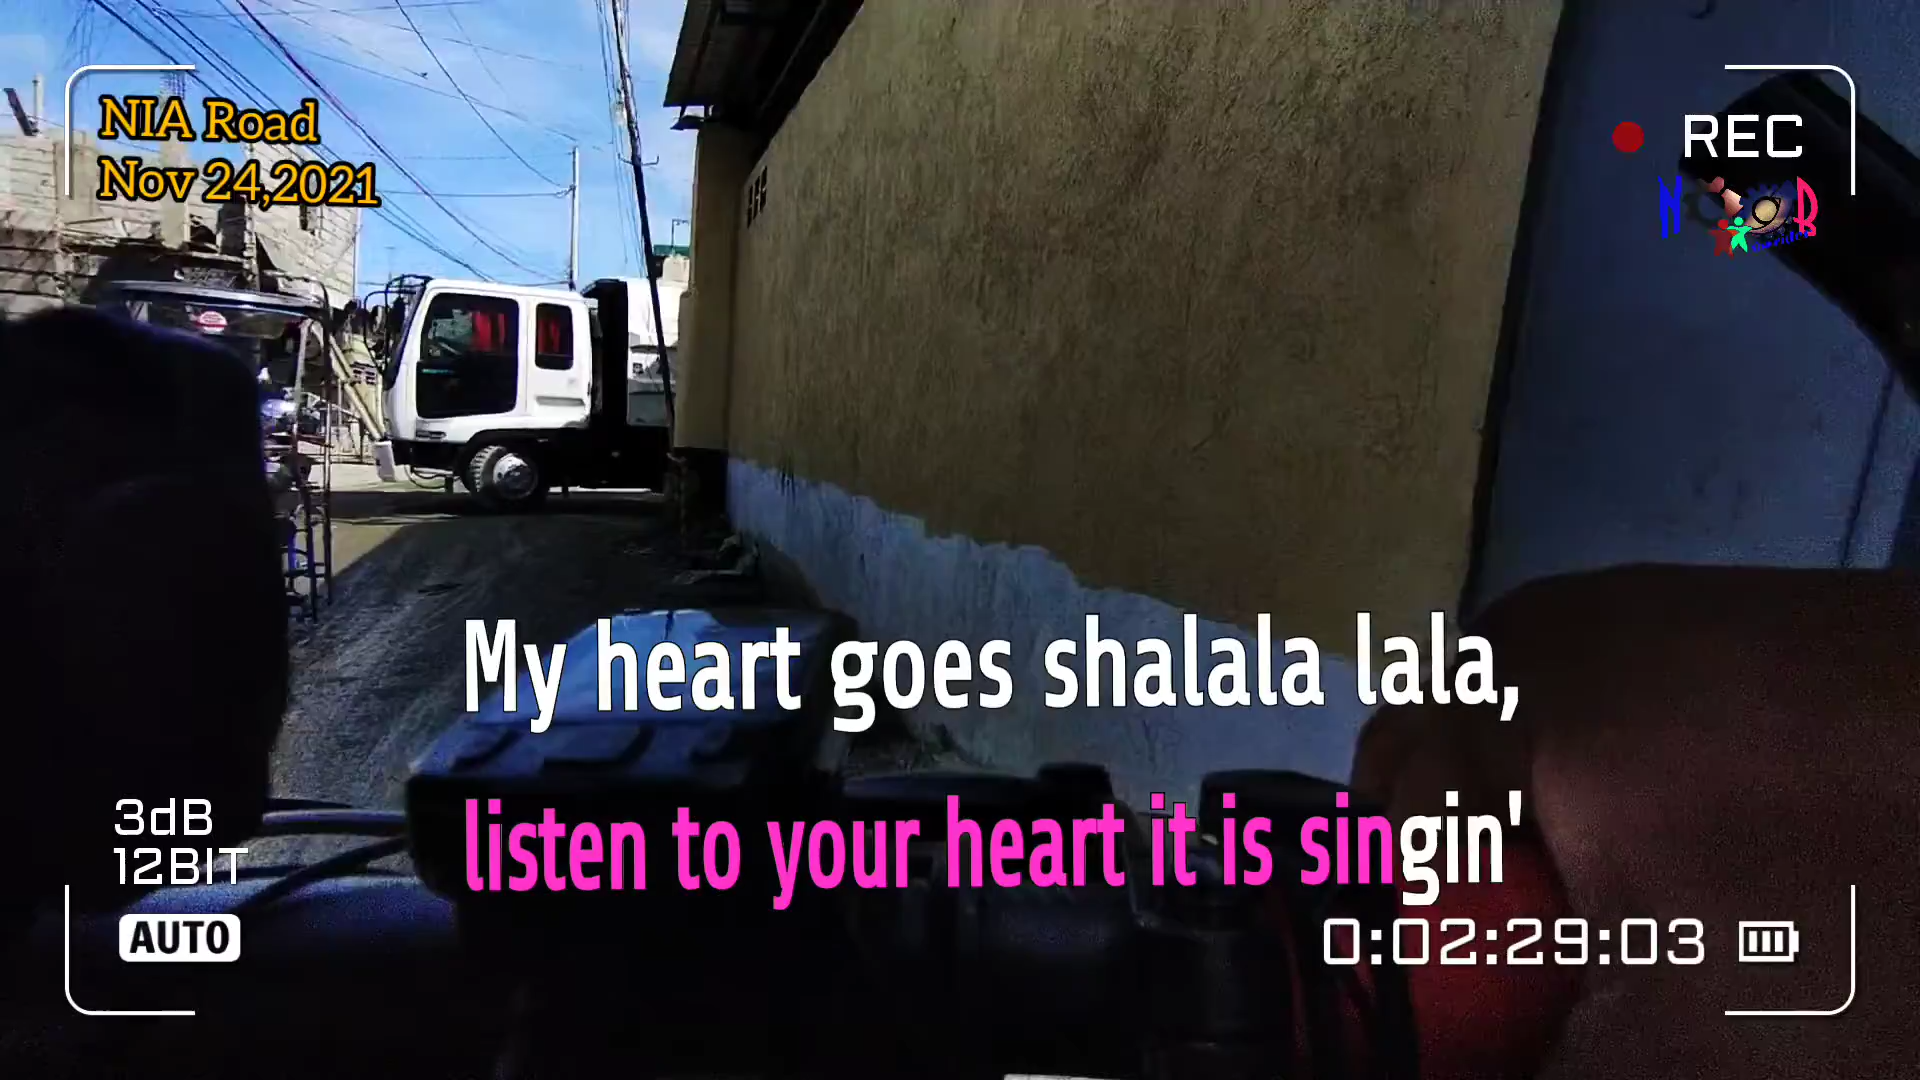 NIA Road
Nov 24,2021
REC
My heart goes shalala lala,
listen to your heart it is singin'
3dB
12BIT
AUTO
0:02:29:03